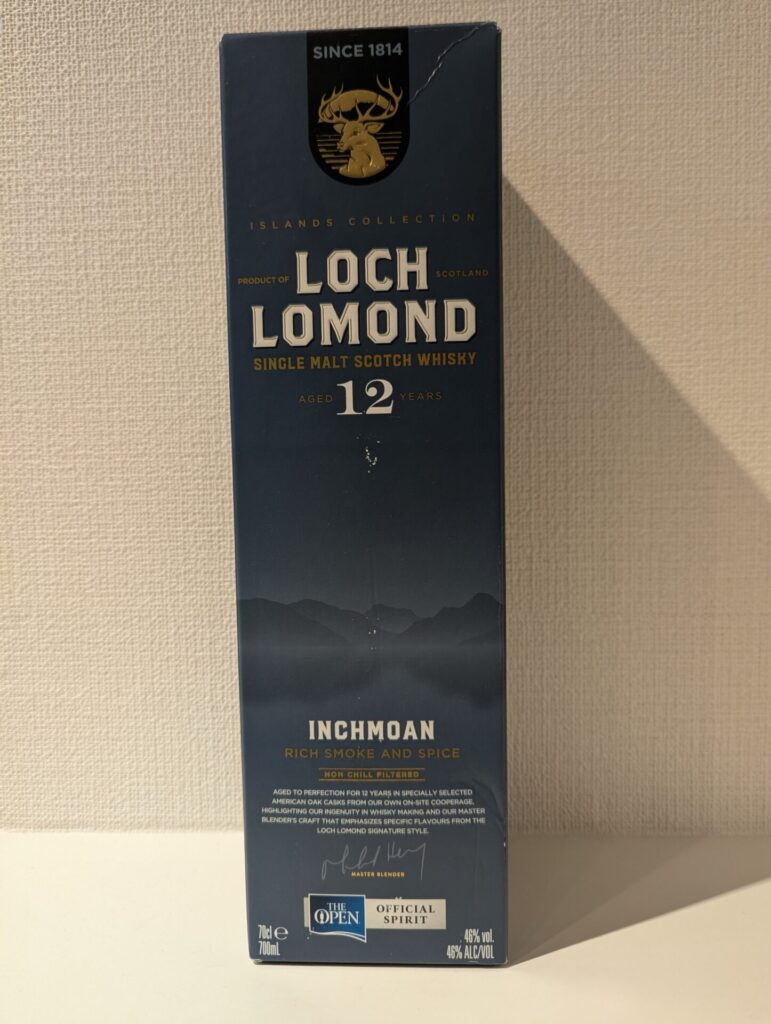 SINCE 1814
ISLANDS COLLECTION
PRODUCT OF LOCH SCOTLAND
LOMOND
SINGLE MALT SCOTCH WHISKY
AGED 12 YEARS
INCHMOAN
RICH SMOKE AND SPICE
NON CHILL FILTERED
AGED TO PERFECTION FOR 12 YEARS IN SPECIALLY SELECTED
AMERICAN OAK CASKS FROM OUR OWN ON-SITE COOPERAGE,
HIGHLIGHTING OUR INGENUITY IN WHISKY MAKING AND OUR MASTER
BLENDER'S CRAFT THAT EMPHASIZES SPECIFIC FLAVOURS FROM THE
LOCH LOMOND SIGNATURE STYLE.
MASTER BLENDER
THE OPEN
OFFICIAL
SPIRIT
70cl ℮
700mL
46% vol.
46% ALC/VOL